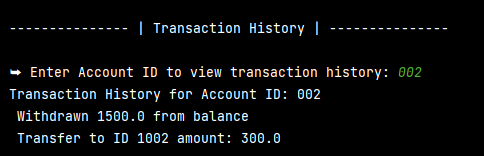 --------------- | Transaction History | ---------------
➥ Enter Account ID to view transaction history: 002
Transaction History for Account ID: 002
Withdrawn 1500.0 from balance
Transfer to ID 1002 amount: 300.0